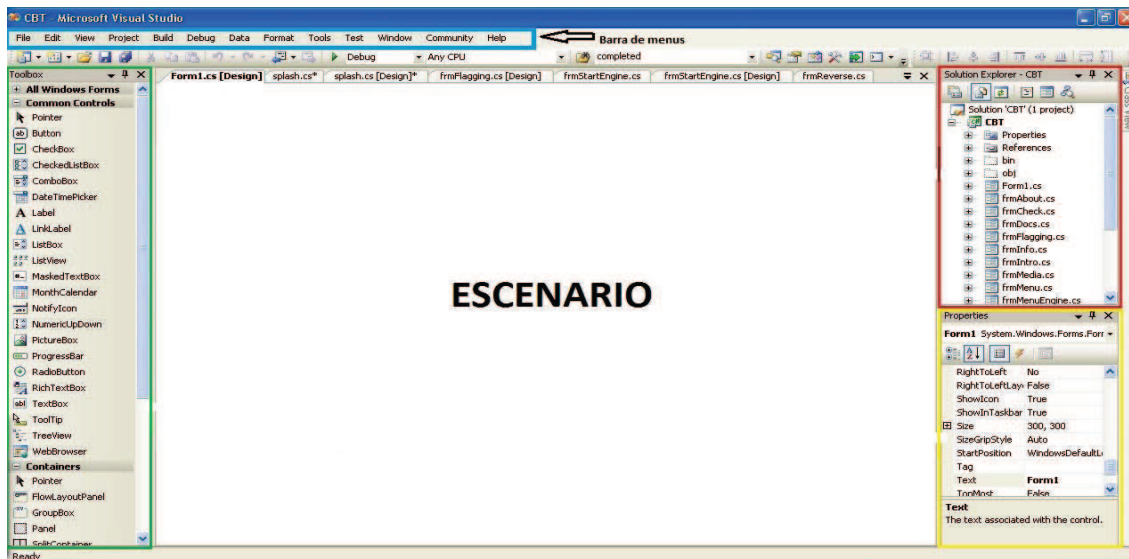 CBT - Microsoft Visual Studio
File Edit View Project Build Debug Data Format Tools Test Window Community Help
Barra de menus
Debug Any CPU completed
Toolbox
All Windows Forms
Common Controls
Pointer
Button
CheckBox
CheckedListBox
ComboBox
DateTimePicker
A Label
A LinkLabel
ListBox
ListView
MaskedTextBox
MonthCalendar
NotifyIcon
NumericUpDown
PictureBox
ProgressBar
RadioButton
RichTextBox
TextBox
ToolTip
TreeView
WebBrowser
Containers
Pointer
FlowLayoutPanel
GroupBox
Panel
SplitContainer
Ready
Form1.cs [Design] splash.cs* splash.cs [Design]* frmFlagging.cs [Design] frmStartEngine.cs frmStartEngine.cs [Design] frmReverse.cs
ESCENARIO
Solution Explorer - CBT
Solution 'CBT' (1 project)
CBT
Properties
References
bin
obj
Form1.cs
frmAbout.cs
frmCheck.cs
frmDocs.cs
frmFlagging.cs
frmInfo.cs
frmIntro.cs
frmMedia.cs
frmMenu.cs
frmMenuEngine.cs
Properties
Form1 System.Windows.Forms.Forr
RightToLeft No
RightToLeftLay False
ShowIcon True
ShowInTaskbar True
Size 300, 300
SizeGripStyle Auto
StartPosition WindowsDefaultL
Tag
Text Form1
TopMost False
Text
The text associated with the control.